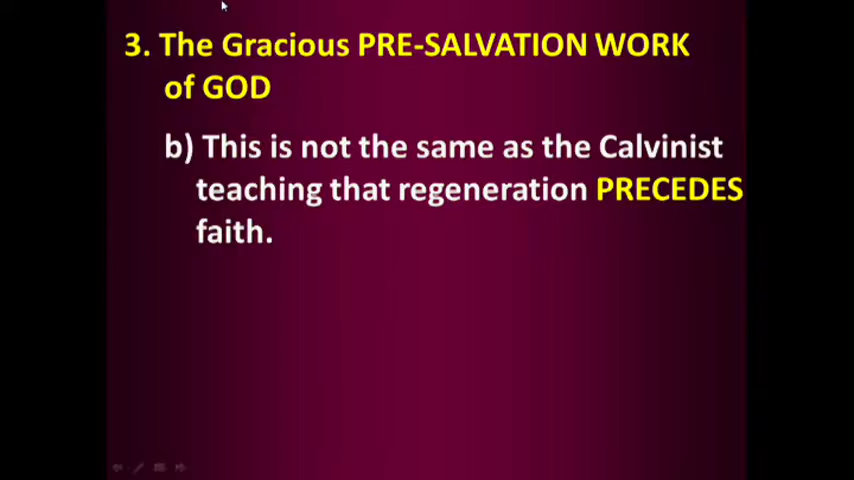 3. The Gracious PRE-SALVATION WORK
of GOD
b) This is not the same as the Calvinist
teaching that regeneration PRECEDES
faith.